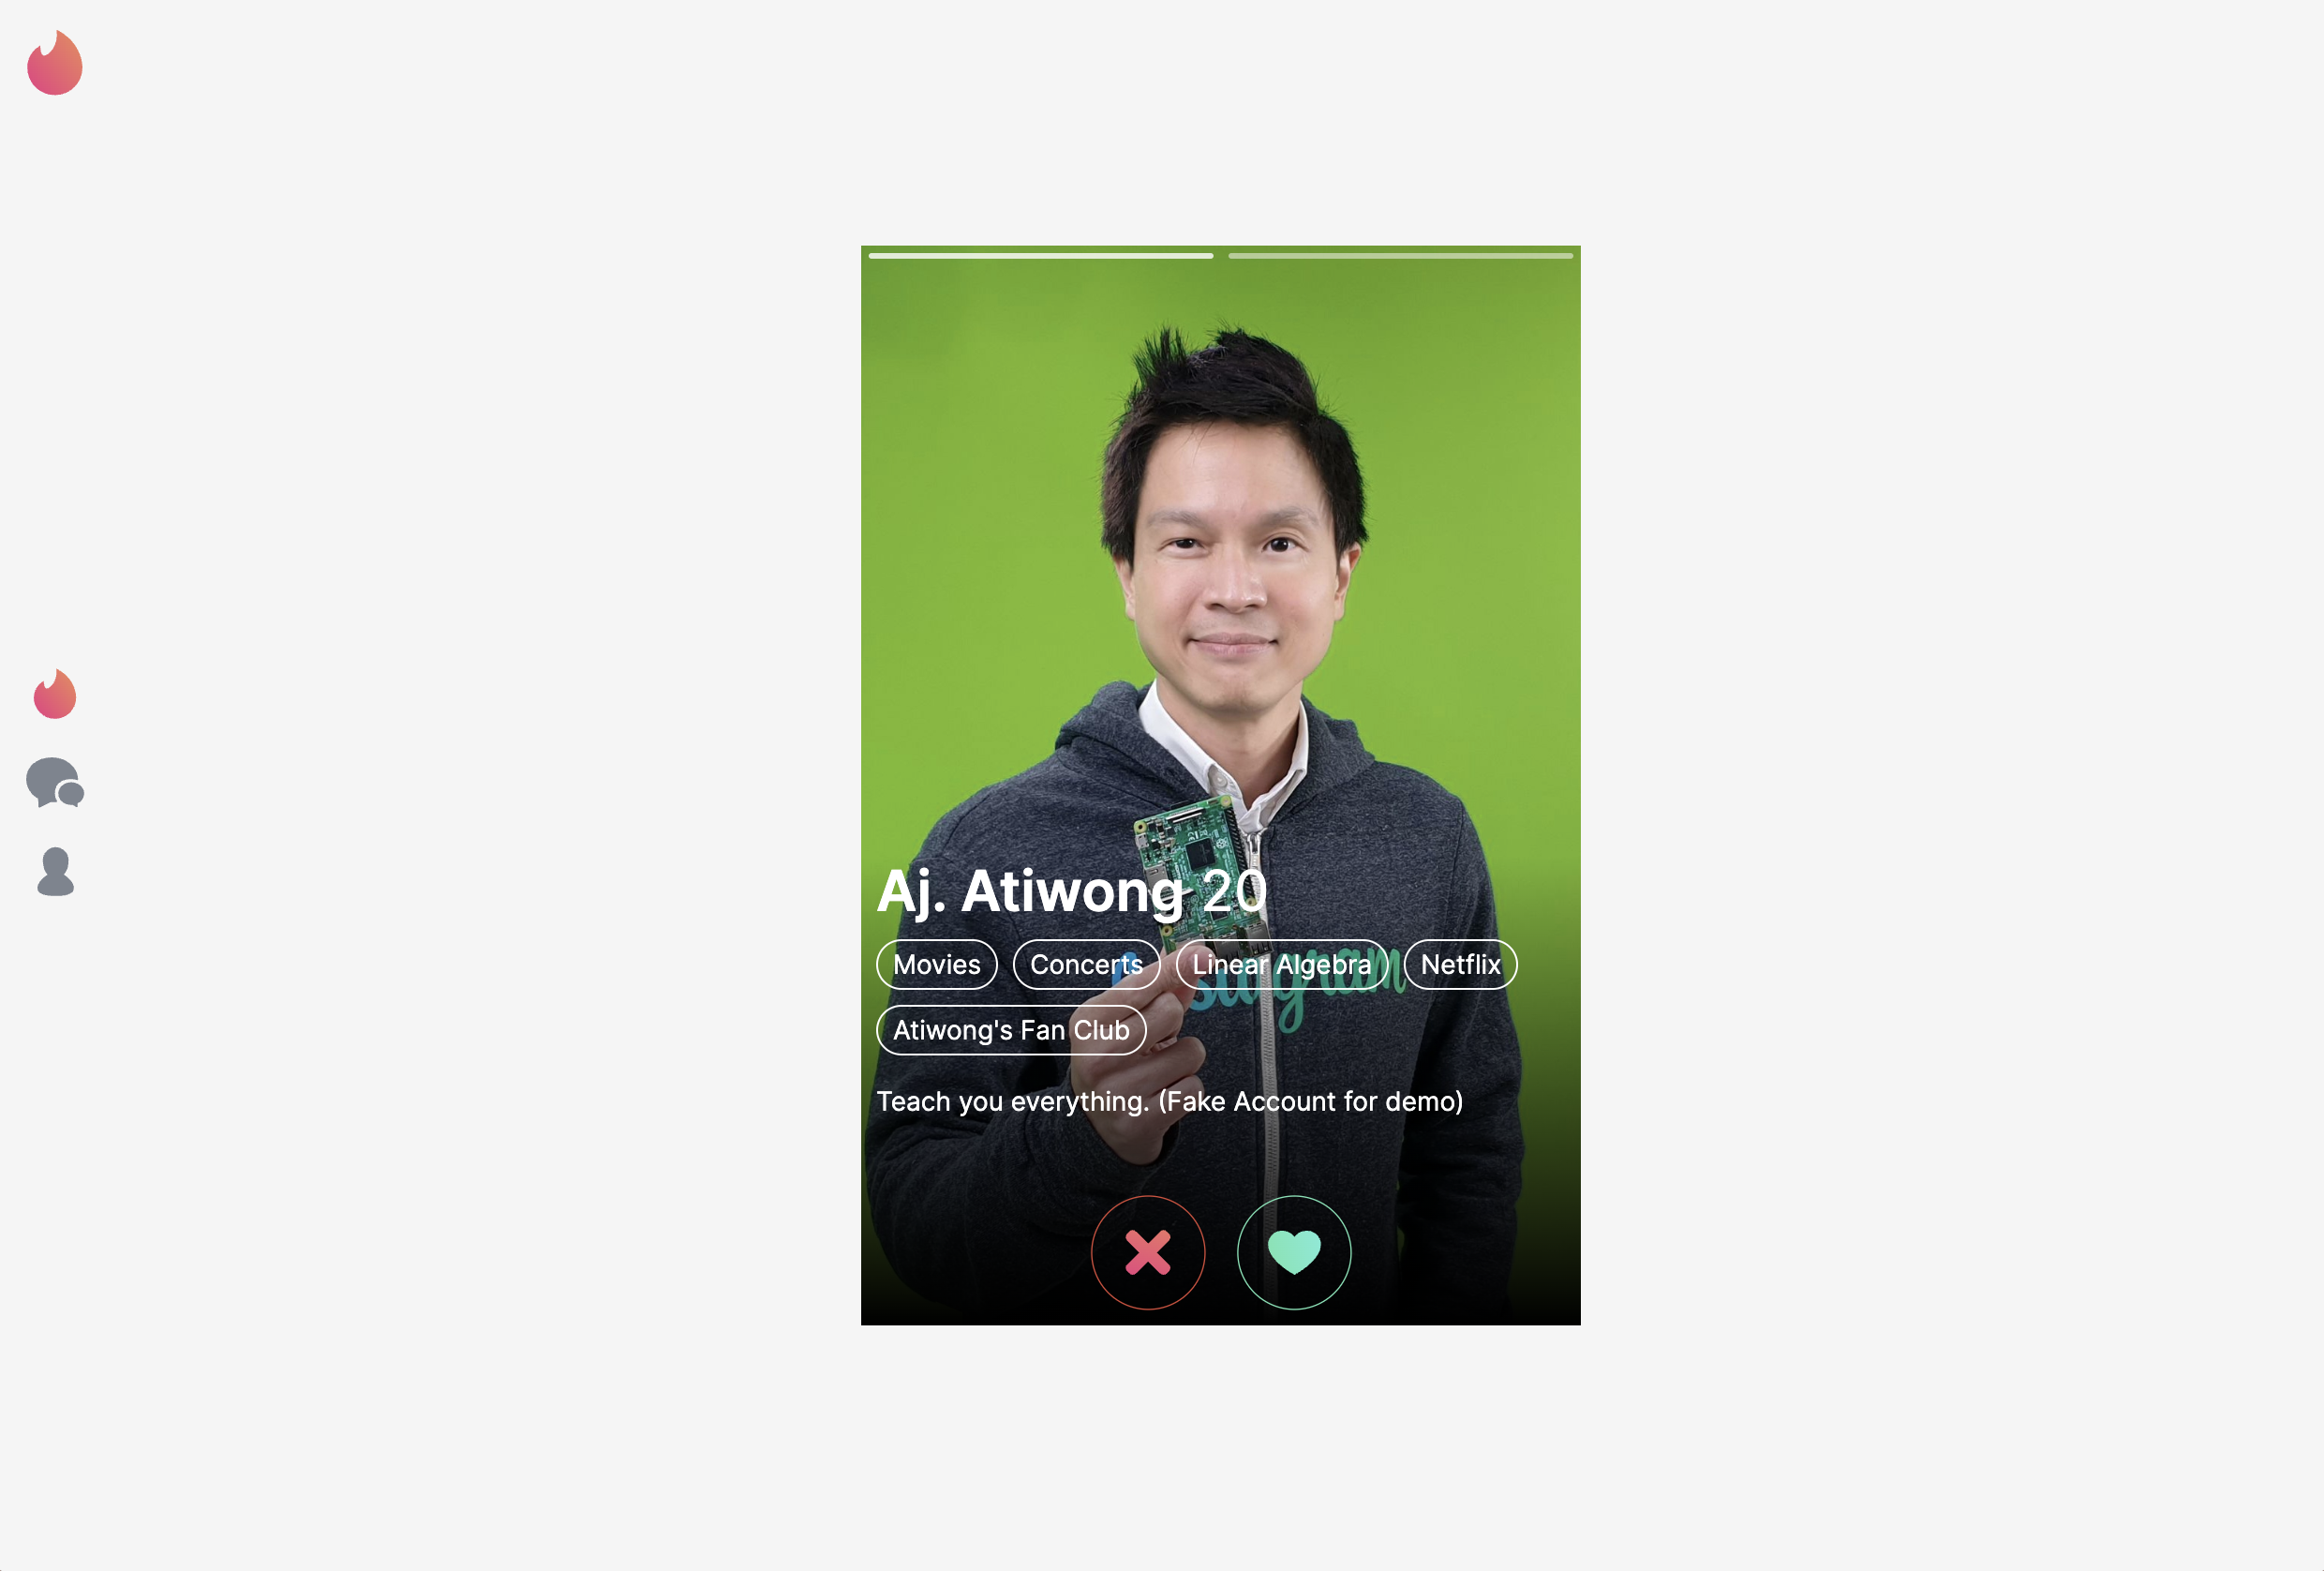 Aj. Atiwong 20
Movies Concerts Linear Algebra Netflix
Atiwong's Fan Club
Teach you everything. (Fake Account for demo)